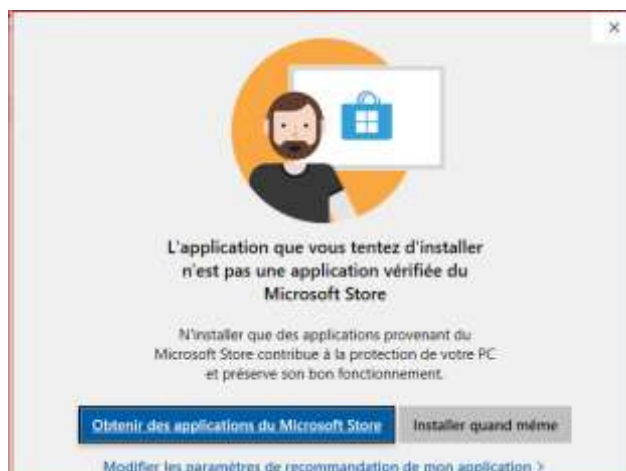 L'application que vous tentez d'installer
n'est pas une application vérifiée du
Microsoft Store
N'installer que des applications provenant du
Microsoft Store contribue à la protection de votre PC
et préserve son bon fonctionnement.
Obtenir des applications du Microsoft Store
Installer quand même
Modifier les paramètres de recommandation de mon application >